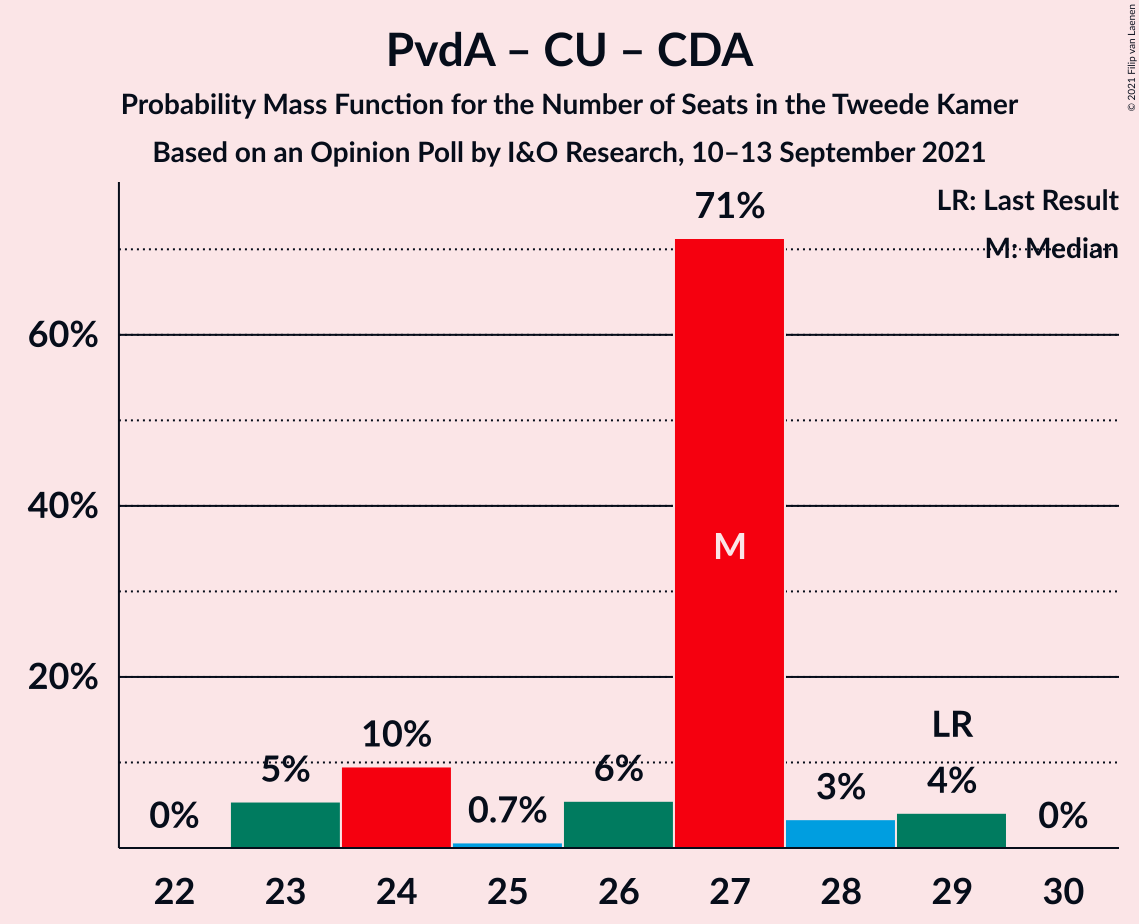 PvdA – CU – CDA
Probability Mass Function for the Number of Seats in the Tweede Kamer
Based on an Opinion Poll by I&O Research, 10–13 September 2021
© 2021 Filip van Laenen
LR: Last Result
M: Median
71%
60%
40%
20%
M
LR
0%
5%
10%
0.7%
6%
3%
4%
0%
22 23 24 25 26 27 28 29 30